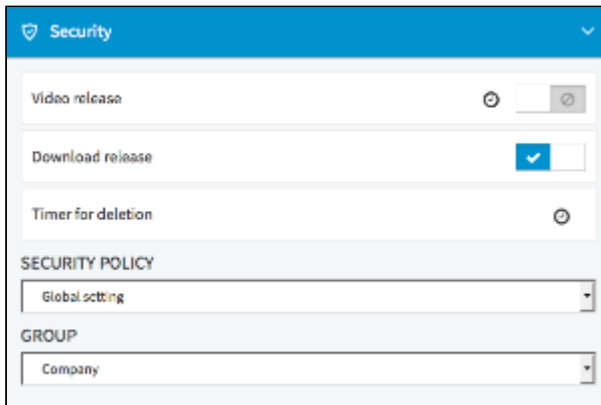 Security
Video release
Download release
Timer for deletion
SECURITY POLICY
Global setting
GROUP
Company